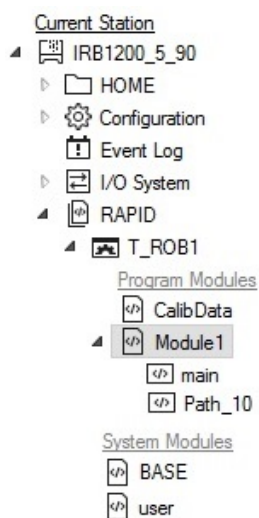 Current Station
IRB1200_5_90
HOME
Configuration
Event Log
I/O System
RAPID
T_ROB1
Program Modules
CalibData
Module1
main
Path_10
System Modules
BASE
user